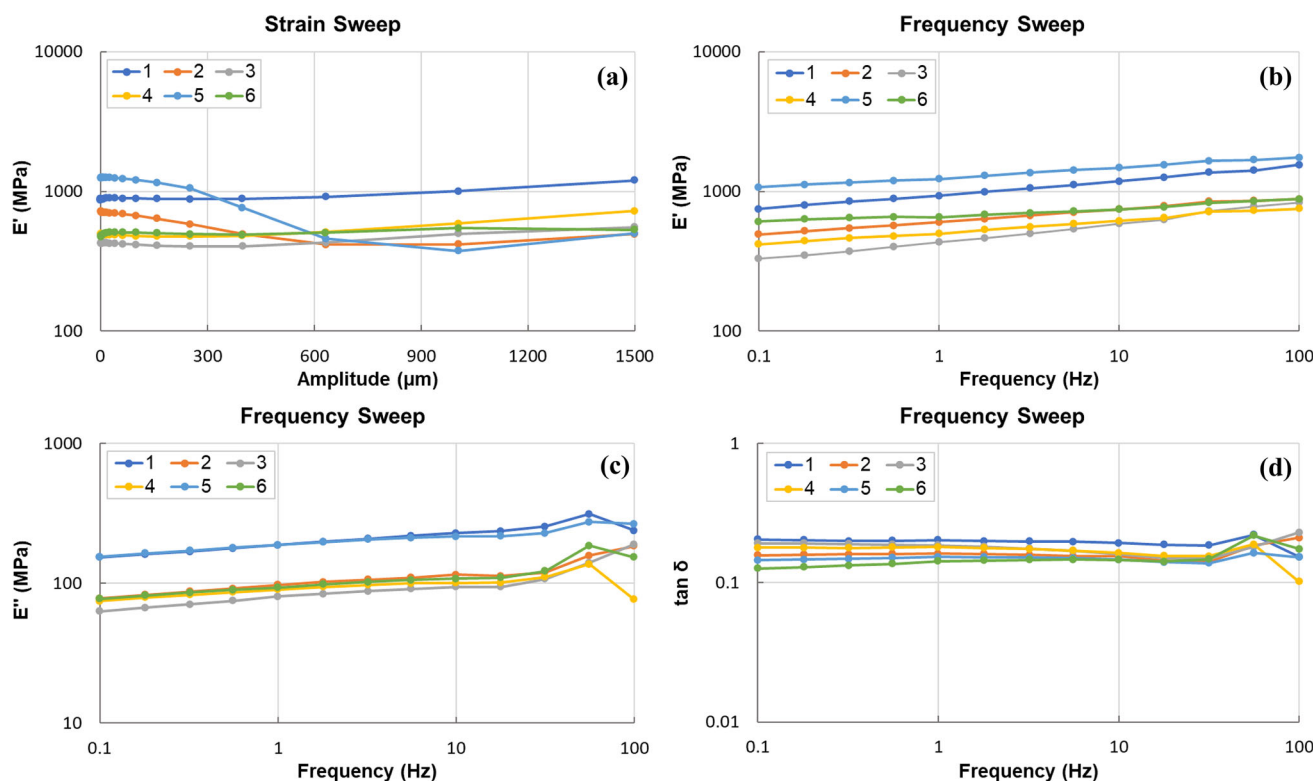 Strain Sweep
10000
1000
100
E' (MPa)
1 2 3
4 5 6
(a)
0 300 600 900 1200 1500
Amplitude (µm)
Frequency Sweep
10000
1000
100
E' (MPa)
1 2 3
4 5 6
(b)
0.1 1 10 100
Frequency (Hz)
Frequency Sweep
1000
100
10
E'' (MPa)
1 2 3
4 5 6
(c)
0.1 1 10 100
Frequency (Hz)
Frequency Sweep
1
0.1
0.01
tan δ
1 2 3
4 5 6
(d)
0.1 1 10 100
Frequency (Hz)